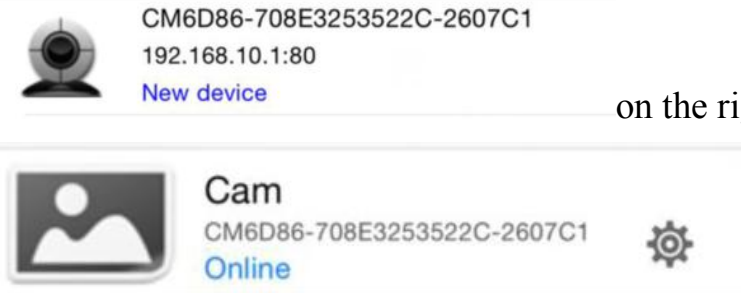 CM6D86-708E3253522C-2607C1
192.168.10.1:80
New device
on the ri
Cam
CM6D86-708E3253522C-2607C1
Online